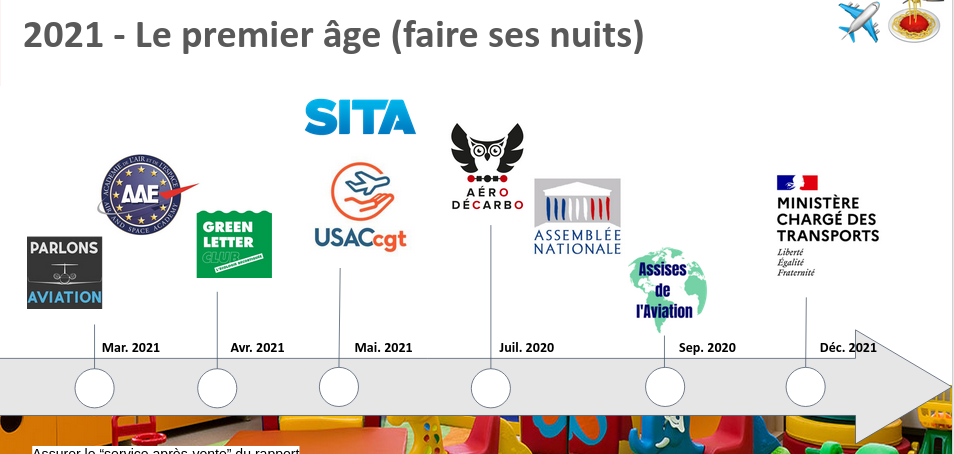 2021 - Le premier âge (faire ses nuits)
SITA
ACADÉMIE DE L'AIR ET DE L'ESPACE
AAE
AIR AND SPACE ACADEMY
PARLONS
AVIATION
GREEN
LETTER
CLUB
USACcgt
AÉRO
DÉCARBO
ASSEMBLÉE
NATIONALE
Assises
de
l'Aviation
MINISTÈRE
CHARGÉ DES
TRANSPORTS
Liberté
Égalité
Fraternité
Mar. 2021
Avr. 2021
Mai. 2021
Juil. 2020
Sep. 2020
Déc. 2021
Assurer le “service après-vente” du rapport